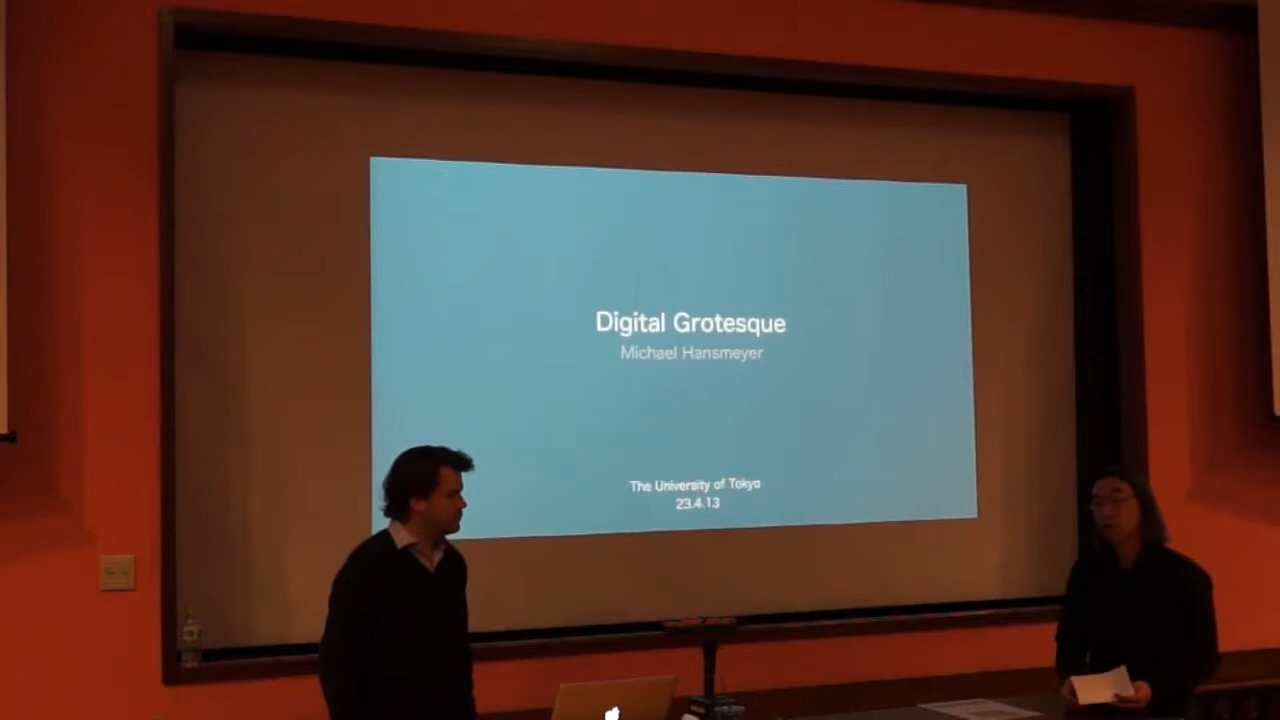 Digital Grotesque
Michael Hansmeyer
The University of Tokyo
23.4.13